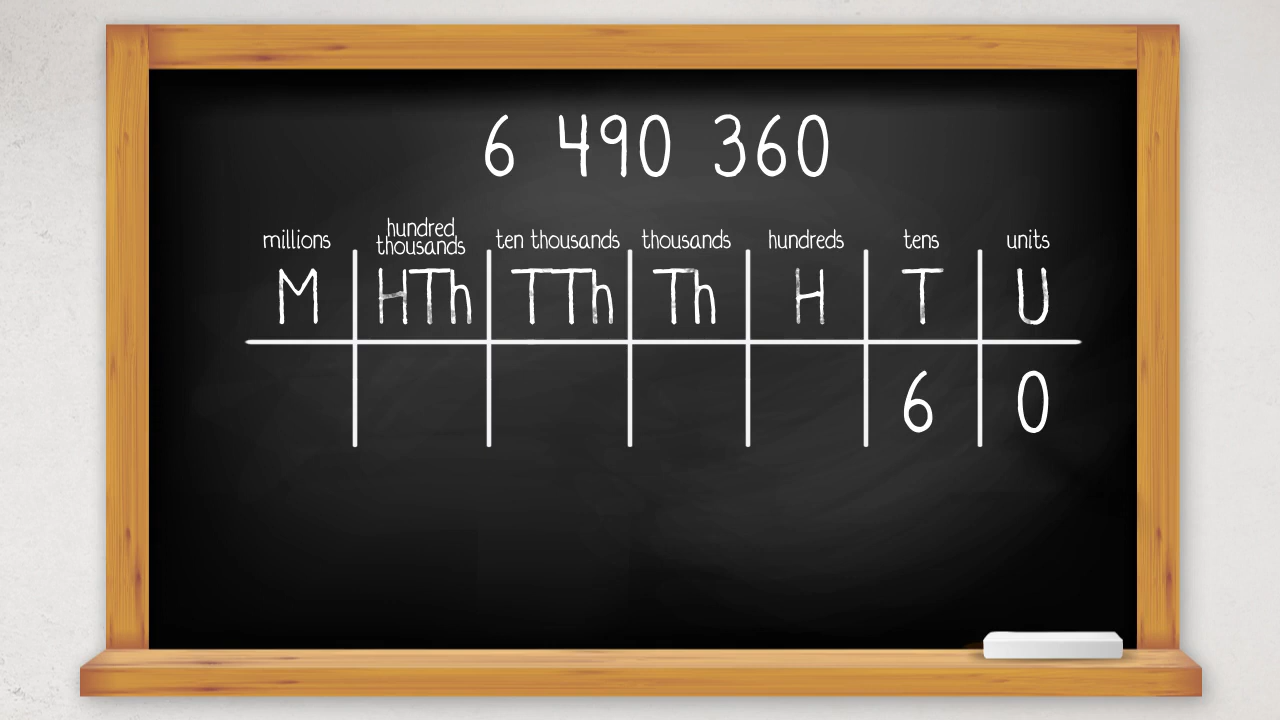 6 490 360
millions hundred thousands ten thousands thousands hundreds tens units
M HTh TTh Th H T U
6 0